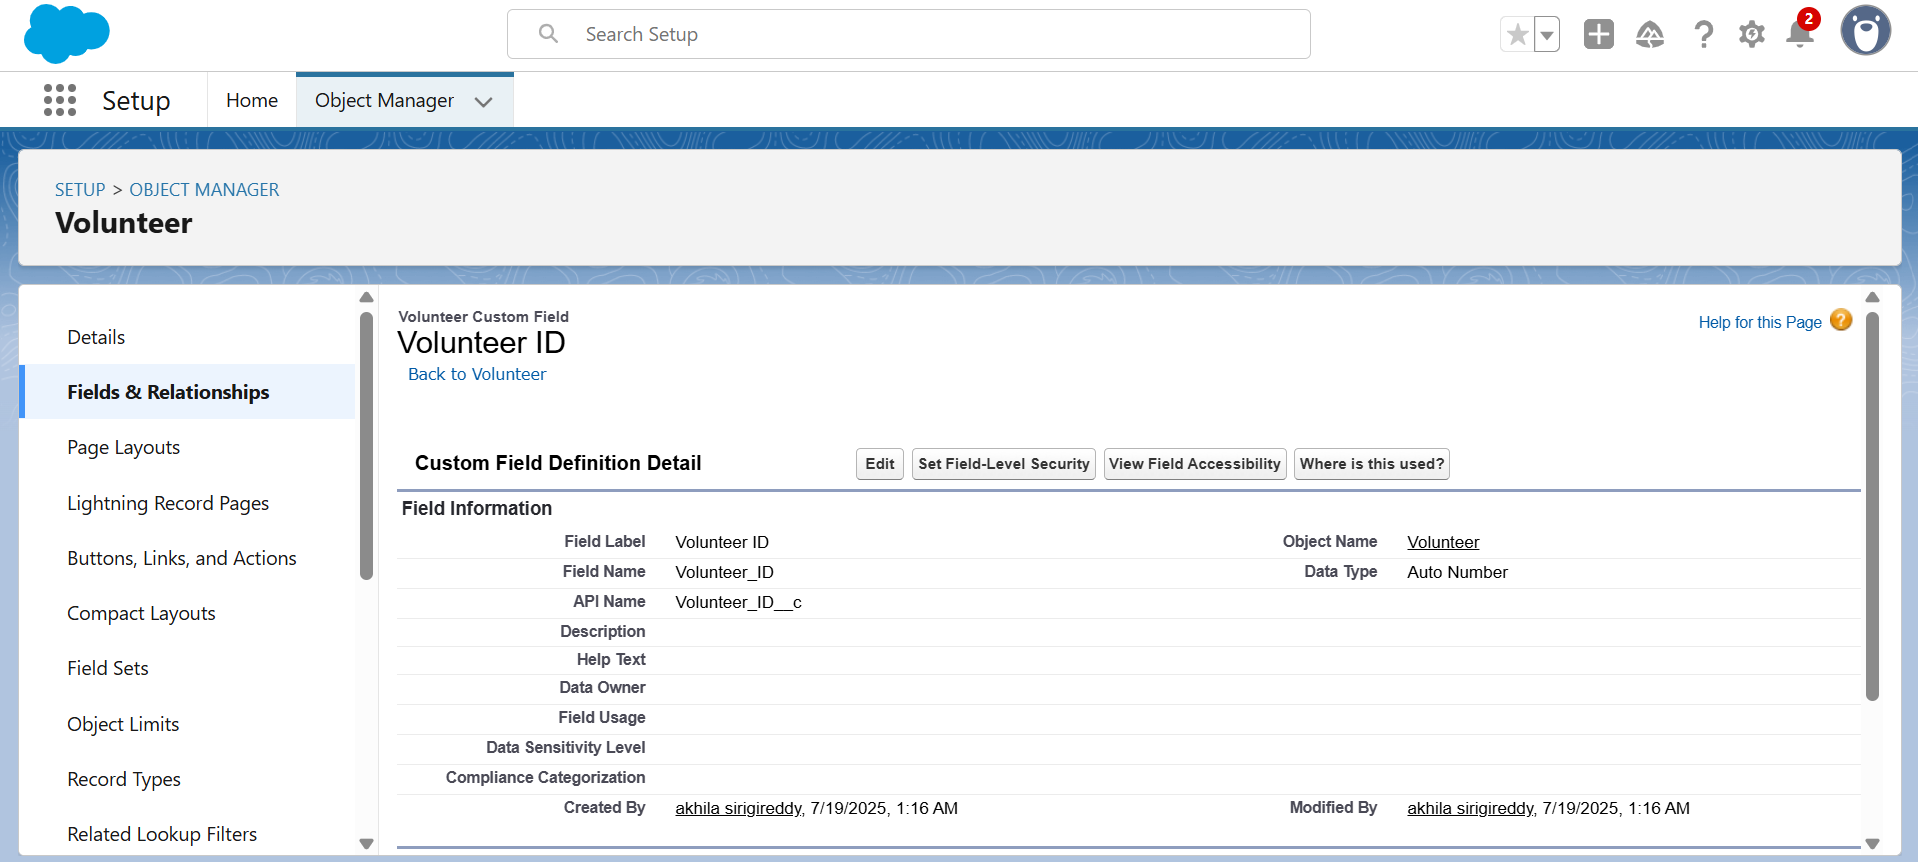 Search Setup
2
Setup
Home
Object Manager
SETUP > OBJECT MANAGER
Volunteer
Details
Fields & Relationships
Page Layouts
Lightning Record Pages
Buttons, Links, and Actions
Compact Layouts
Field Sets
Object Limits
Record Types
Related Lookup Filters
Volunteer Custom Field
Volunteer ID
Back to Volunteer
Help for this Page ?
Custom Field Definition Detail
Edit
Set Field-Level Security
View Field Accessibility
Where is this used?
Field Information
Field Label Volunteer ID Object Name Volunteer
Field Name Volunteer_ID Data Type Auto Number
API Name Volunteer_ID__c
Description
Help Text
Data Owner
Field Usage
Data Sensitivity Level
Compliance Categorization
Created By akhila sirigireddy, 7/19/2025, 1:16 AM Modified By akhila sirigireddy, 7/19/2025, 1:16 AM